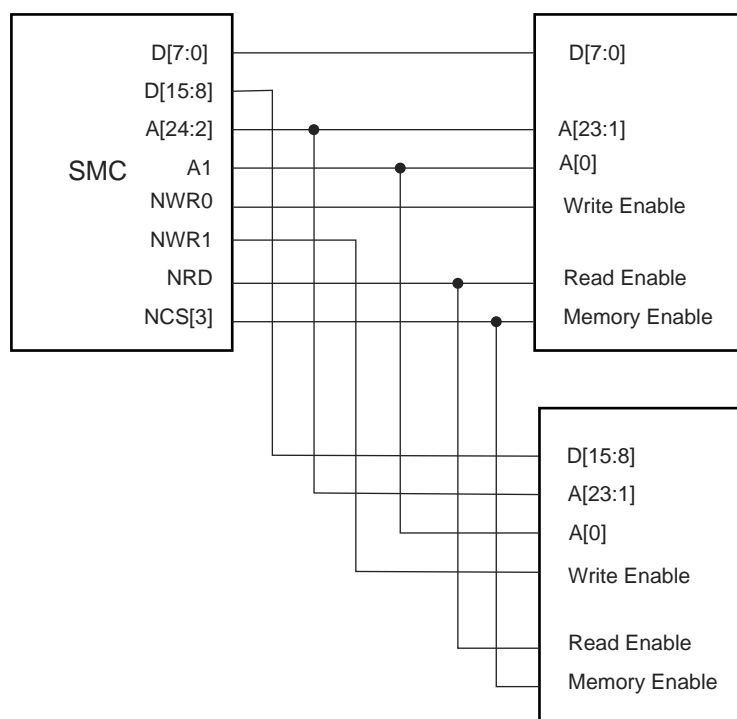 D[7:0]
D[15:8]
A[24:2]
SMC
A1
NWR0
NWR1
NRD
NCS[3]
D[7:0]
A[23:1]
A[0]
Write Enable
Read Enable
Memory Enable
D[15:8]
A[23:1]
A[0]
Write Enable
Read Enable
Memory Enable